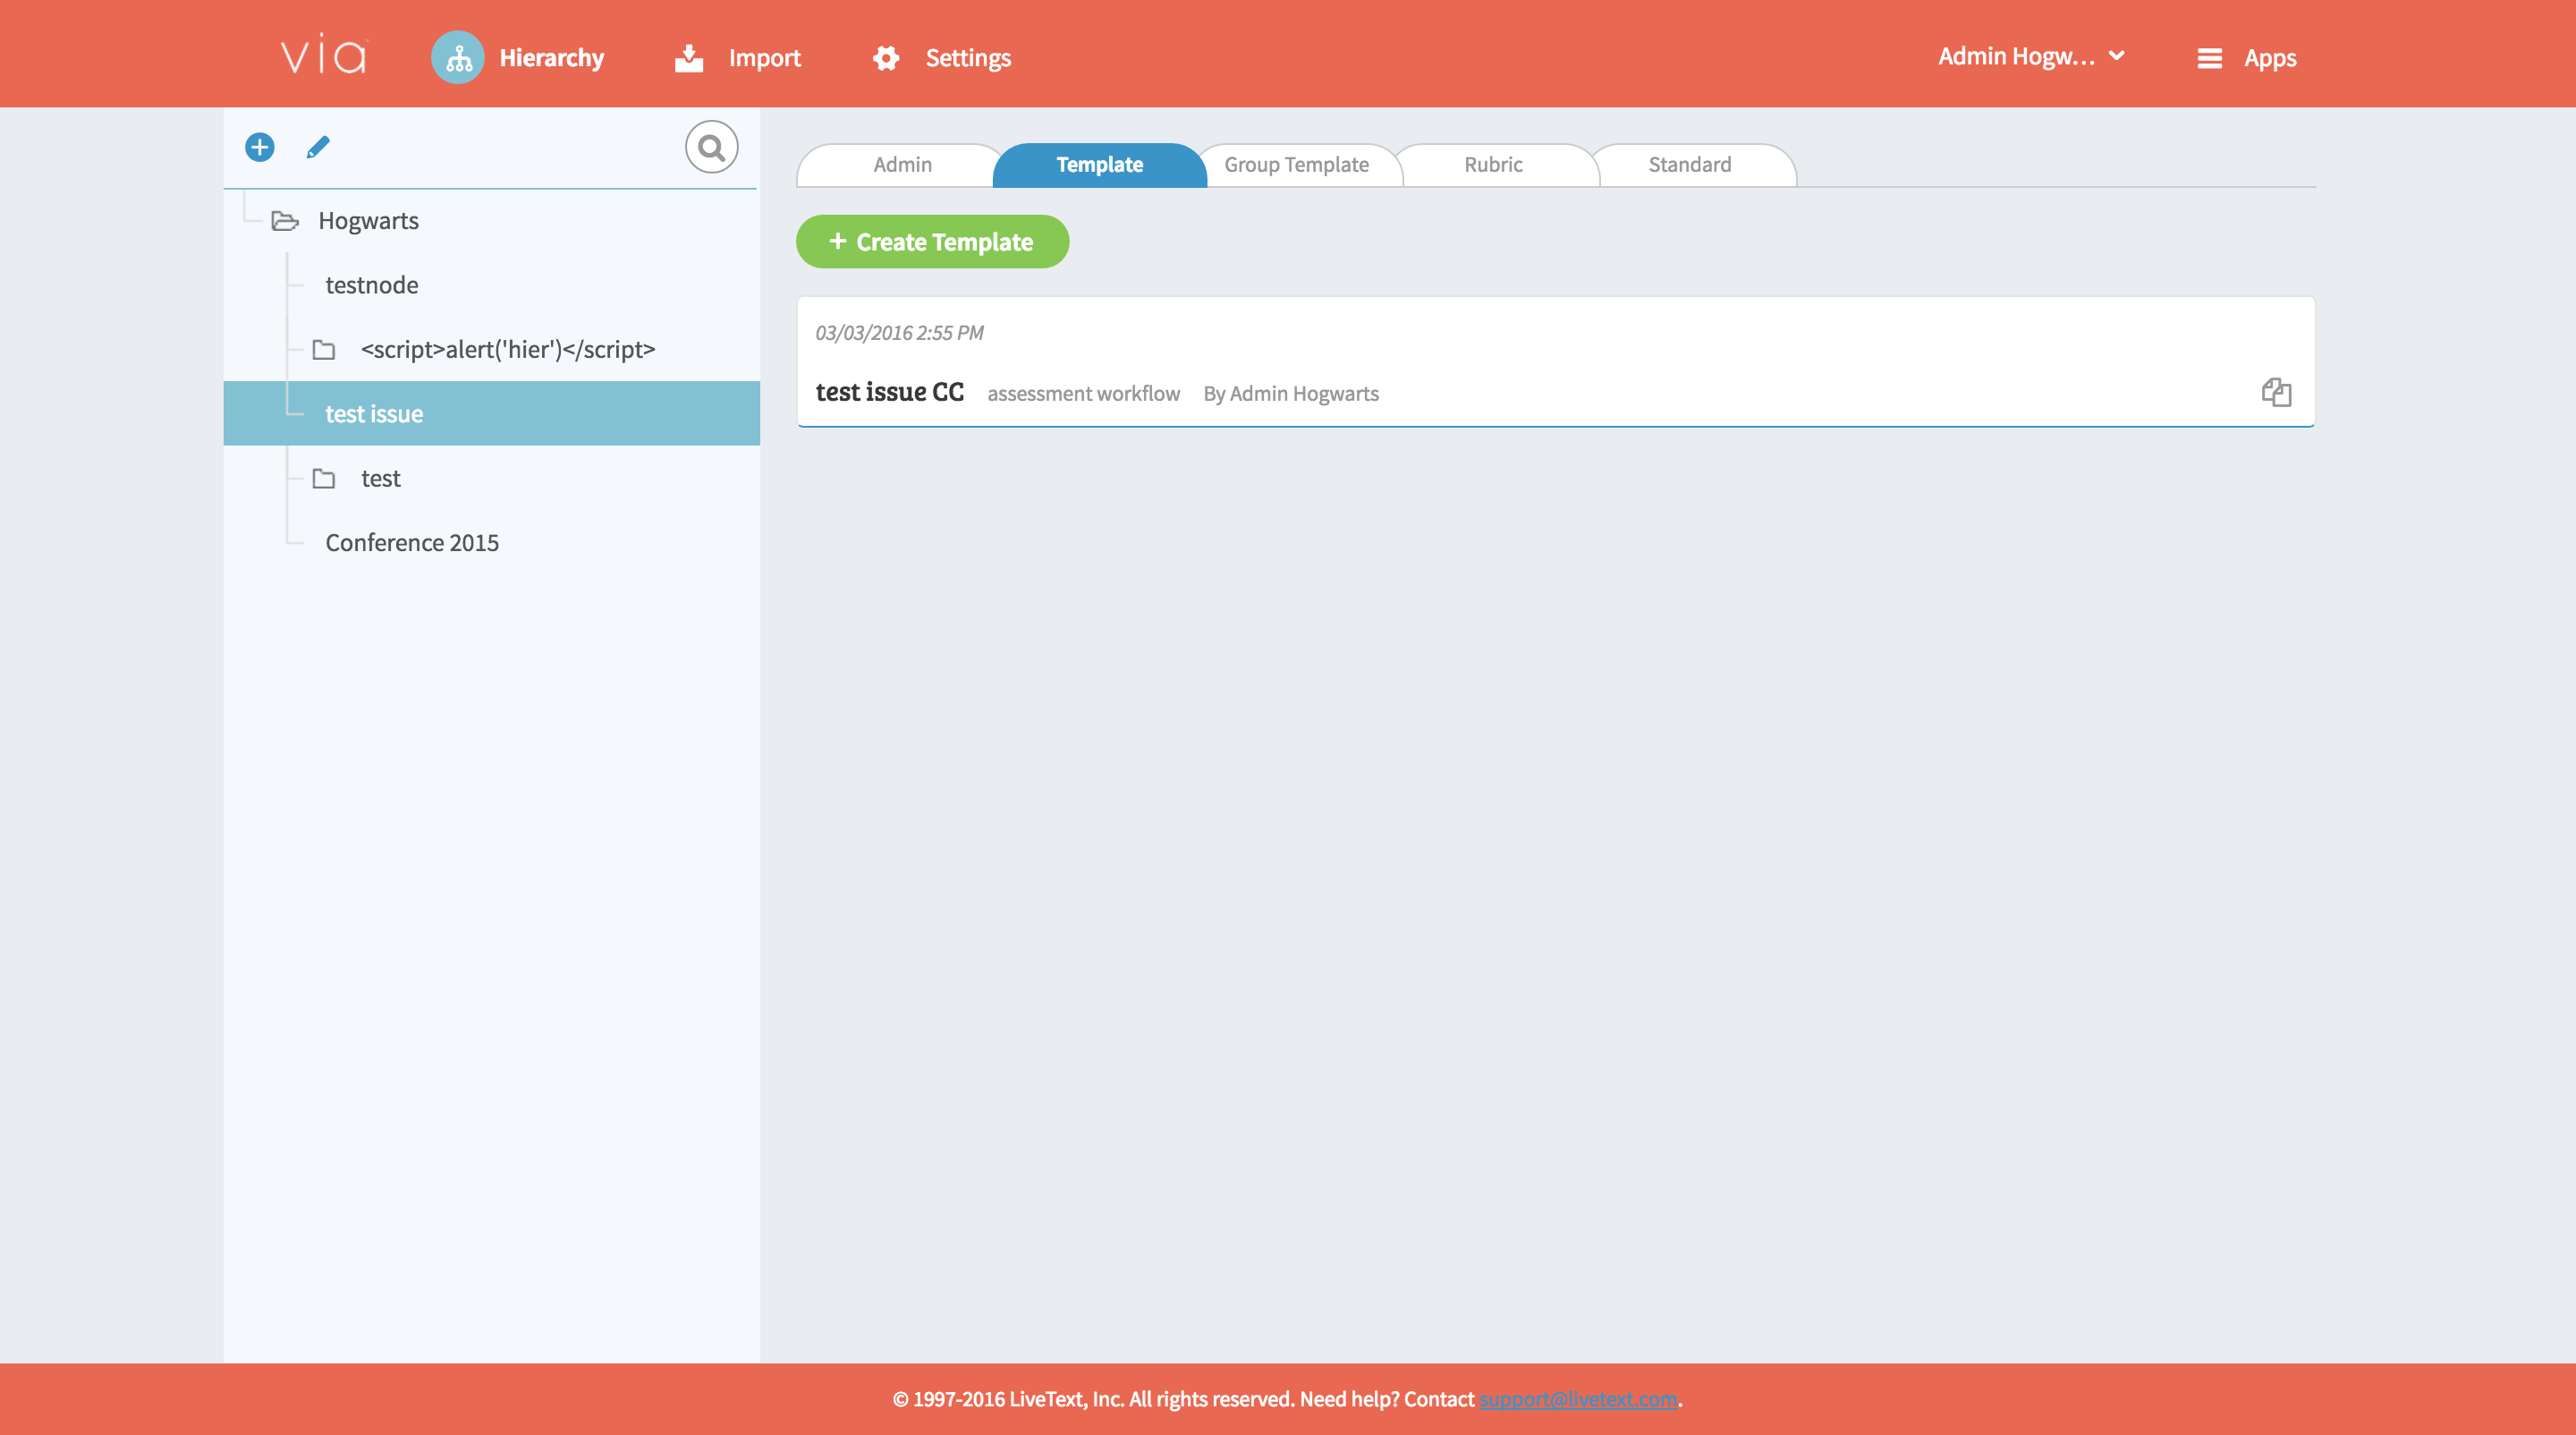 via Hierarchy Import Settings Admin Hogw... Apps
Admin Template Group Template Rubric Standard
Hogwarts
testnode
<script>alert('hier')</script>
test issue
test
Conference 2015
+ Create Template
03/03/2016 2:55 PM
test issue CC assessment workflow By Admin Hogwarts
© 1997-2016 LiveText, Inc. All rights reserved. Need help? Contact support@livetext.com.